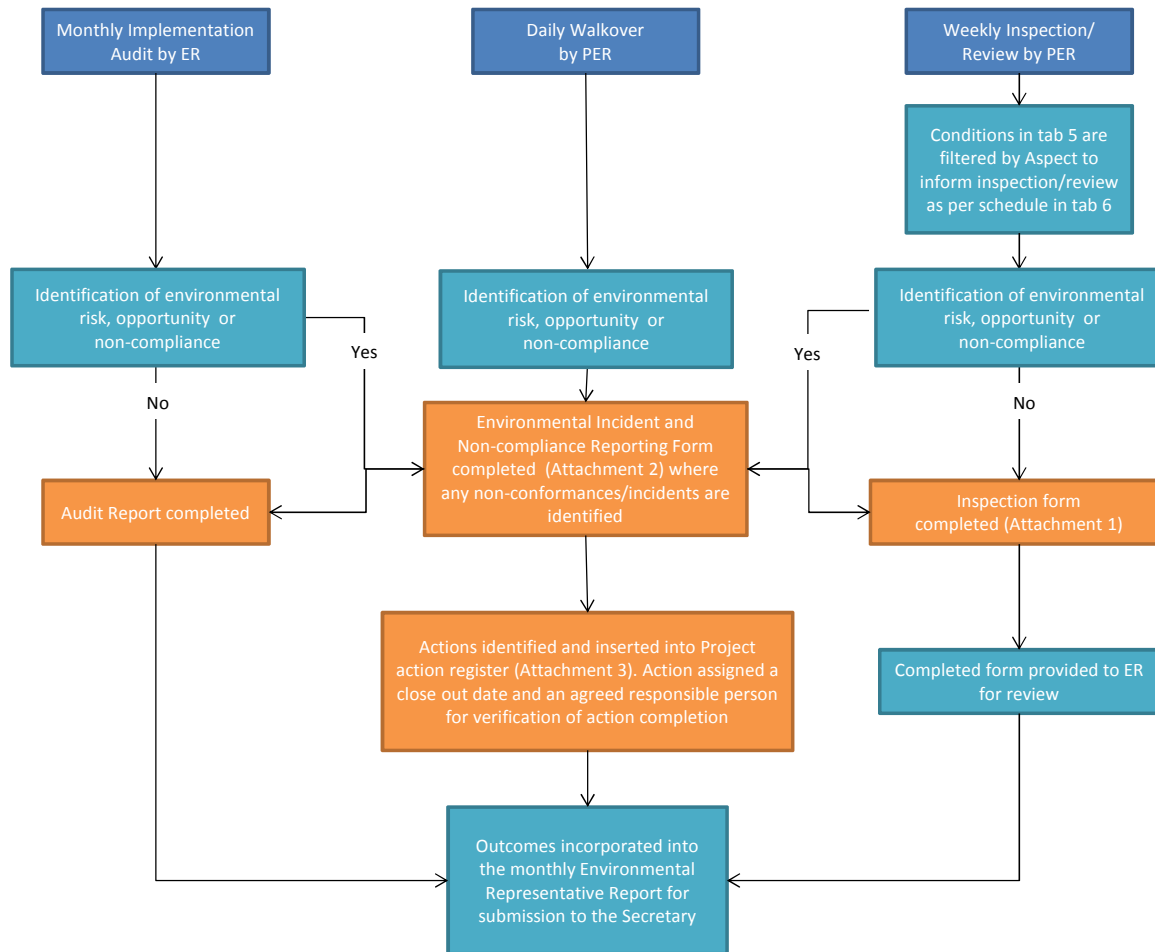 Monthly Implementation
Audit by ER
Daily Walkover
by PER
Weekly Inspection/
Review by PER
Conditions in tab 5 are
filtered by Aspect to
inform inspection/review
as per schedule in tab 6
Identification of environmental
risk, opportunity or
non-compliance
Identification of environmental
risk, opportunity or
non-compliance
Identification of environmental
risk, opportunity or
non-compliance
Yes
Yes
No
No
Environmental Incident and
Non-compliance Reporting Form
completed (Attachment 2) where
any non-conformances/incidents are
identified
Audit Report completed
Inspection form
completed (Attachment 1)
Actions identified and inserted into Project
action register (Attachment 3). Action assigned a
close out date and an agreed responsible person
for verification of action completion
Completed form provided to ER
for review
Outcomes incorporated into
the monthly Environmental
Representative Report for
submission to the Secretary